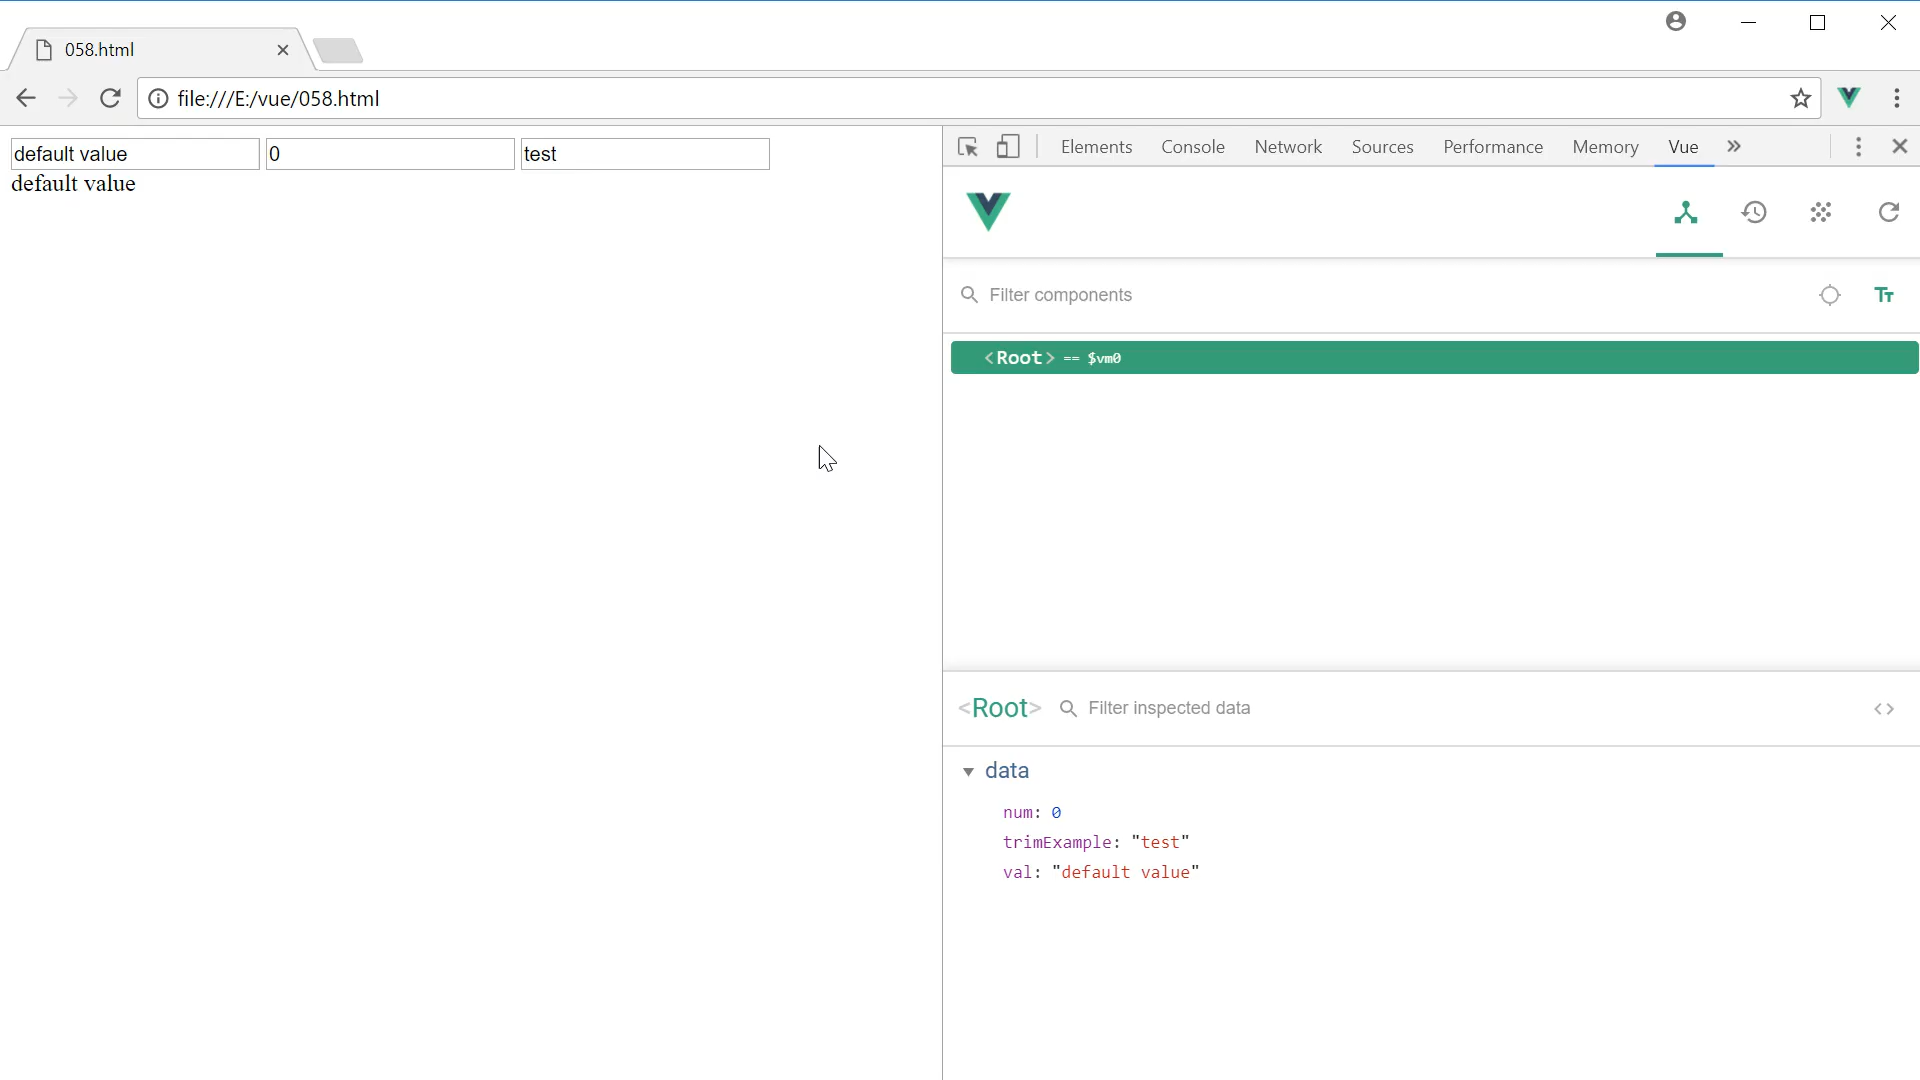 058.html
file:///E:/vue/058.html
default value 0 test
default value
Elements Console Network Sources Performance Memory Vue »
Filter components
<Root> == $vm0
<Root> Filter inspected data
data
num: 0
trimExample: "test"
val: "default value"